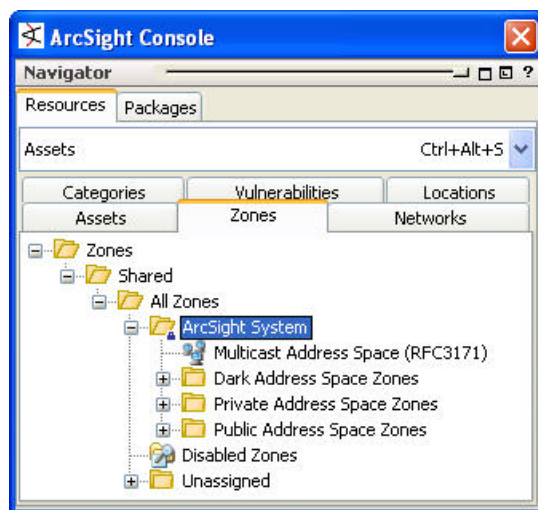 ArcSight Console
Navigator ?
Resources Packages
Assets Ctrl+Alt+S
Categories Vulnerabilities Locations
Assets Zones Networks
Zones
Shared
All Zones
ArcSight System
Multicast Address Space (RFC3171)
Dark Address Space Zones
Private Address Space Zones
Public Address Space Zones
Disabled Zones
Unassigned